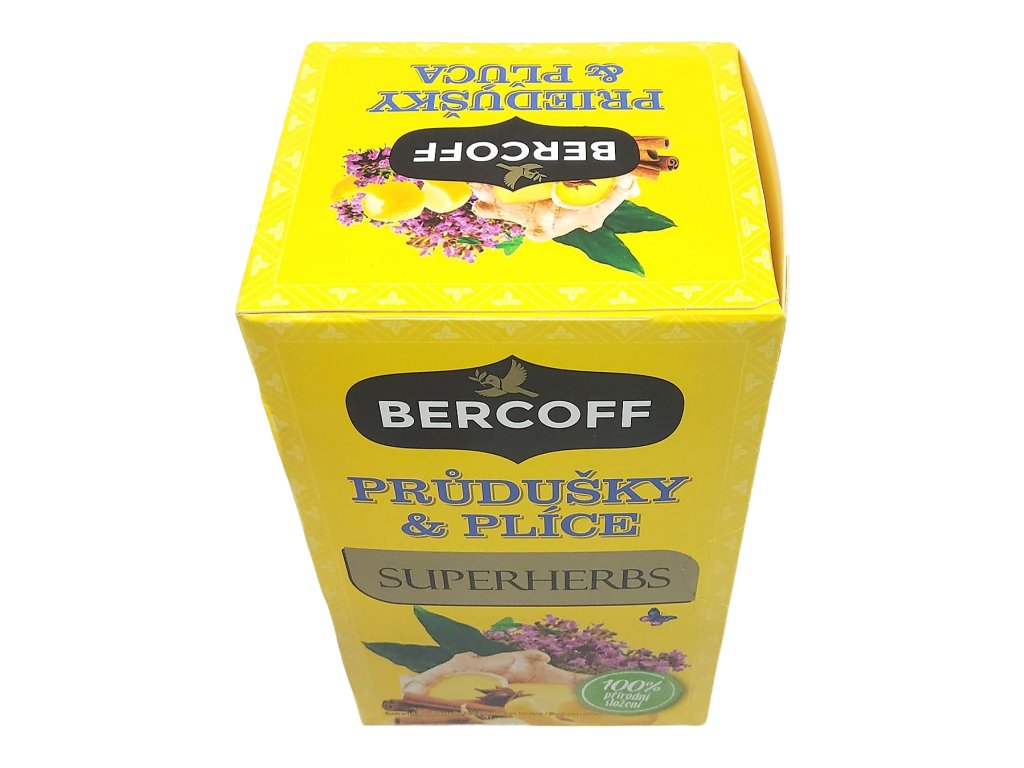 PRIEDUŠKY
& PĽÚCA
BERCOFF
BERCOFF
PRŮDUŠKY
& PLÍCE
SUPERHERBS
100%
přírodní
složení